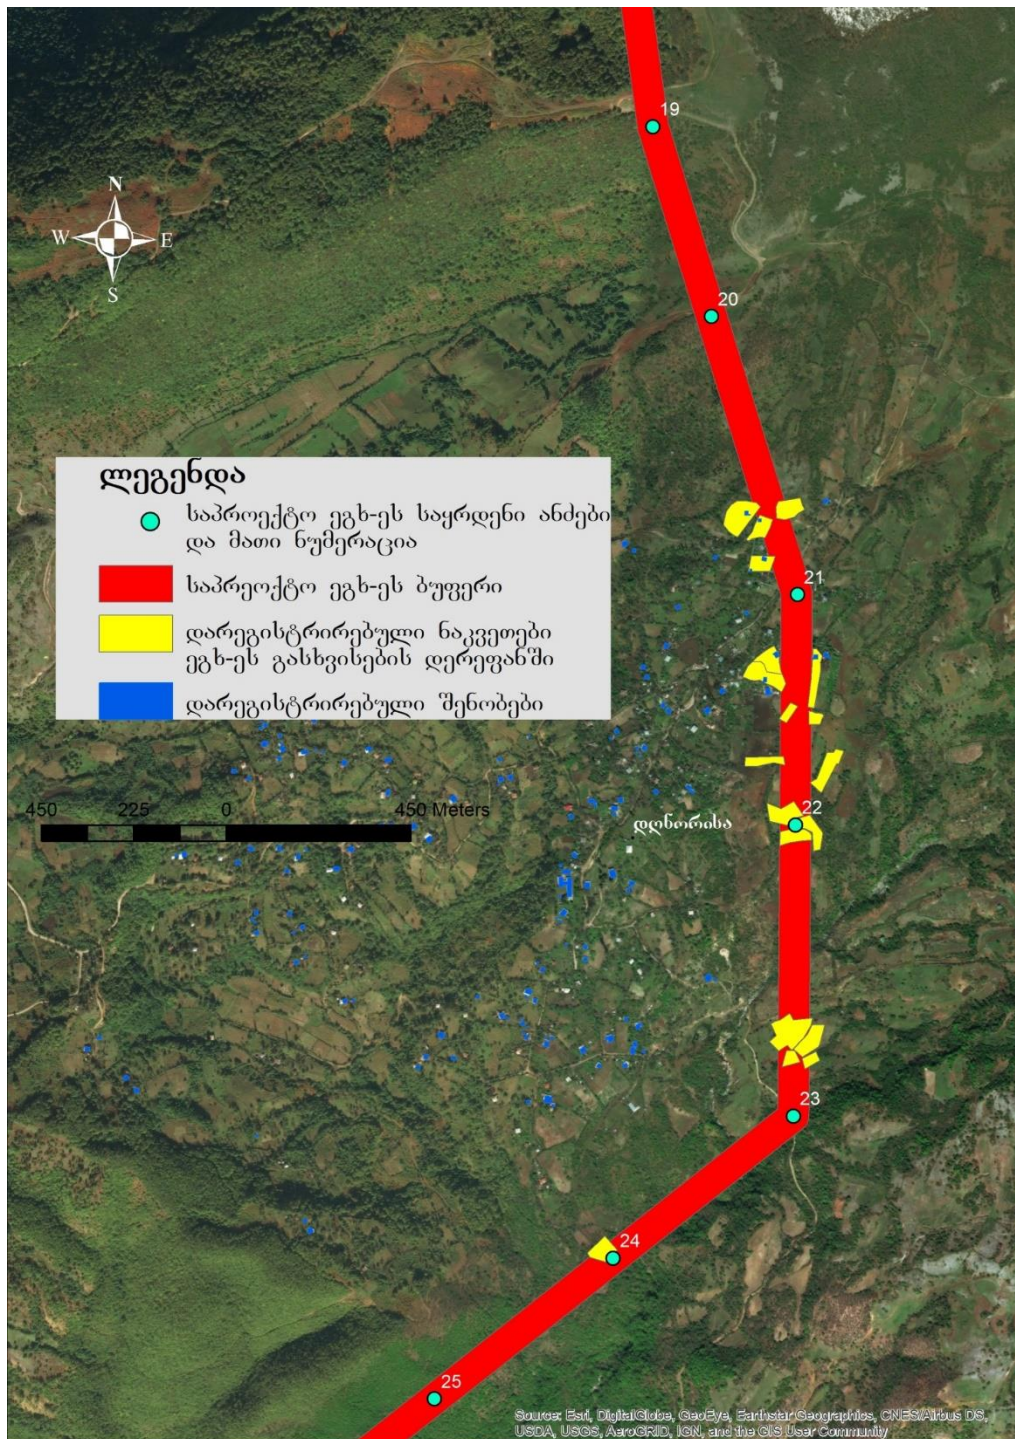 19
N
W E
S
20
ლეგენდა
საპროექტო ეგხ-ეს საყრდენი ანძები
და მათი ნუმერაცია
საპრეოქტო ეგხ-ეს ბუფერი
დარეგისტრირებული ნაკვეთები
ეგხ-ეს გასხვისების დერეფანში
დარეგისტრირებული შენობები
21
450 225 0 450 Meters
22
დღნორისა
23
24
25
Source: Esri, DigitalGlobe, GeoEye, Earthstar Geographics, CNES/Airbus DS,
USDA, USGS, AeroGRID, IGN, and the GIS User Community